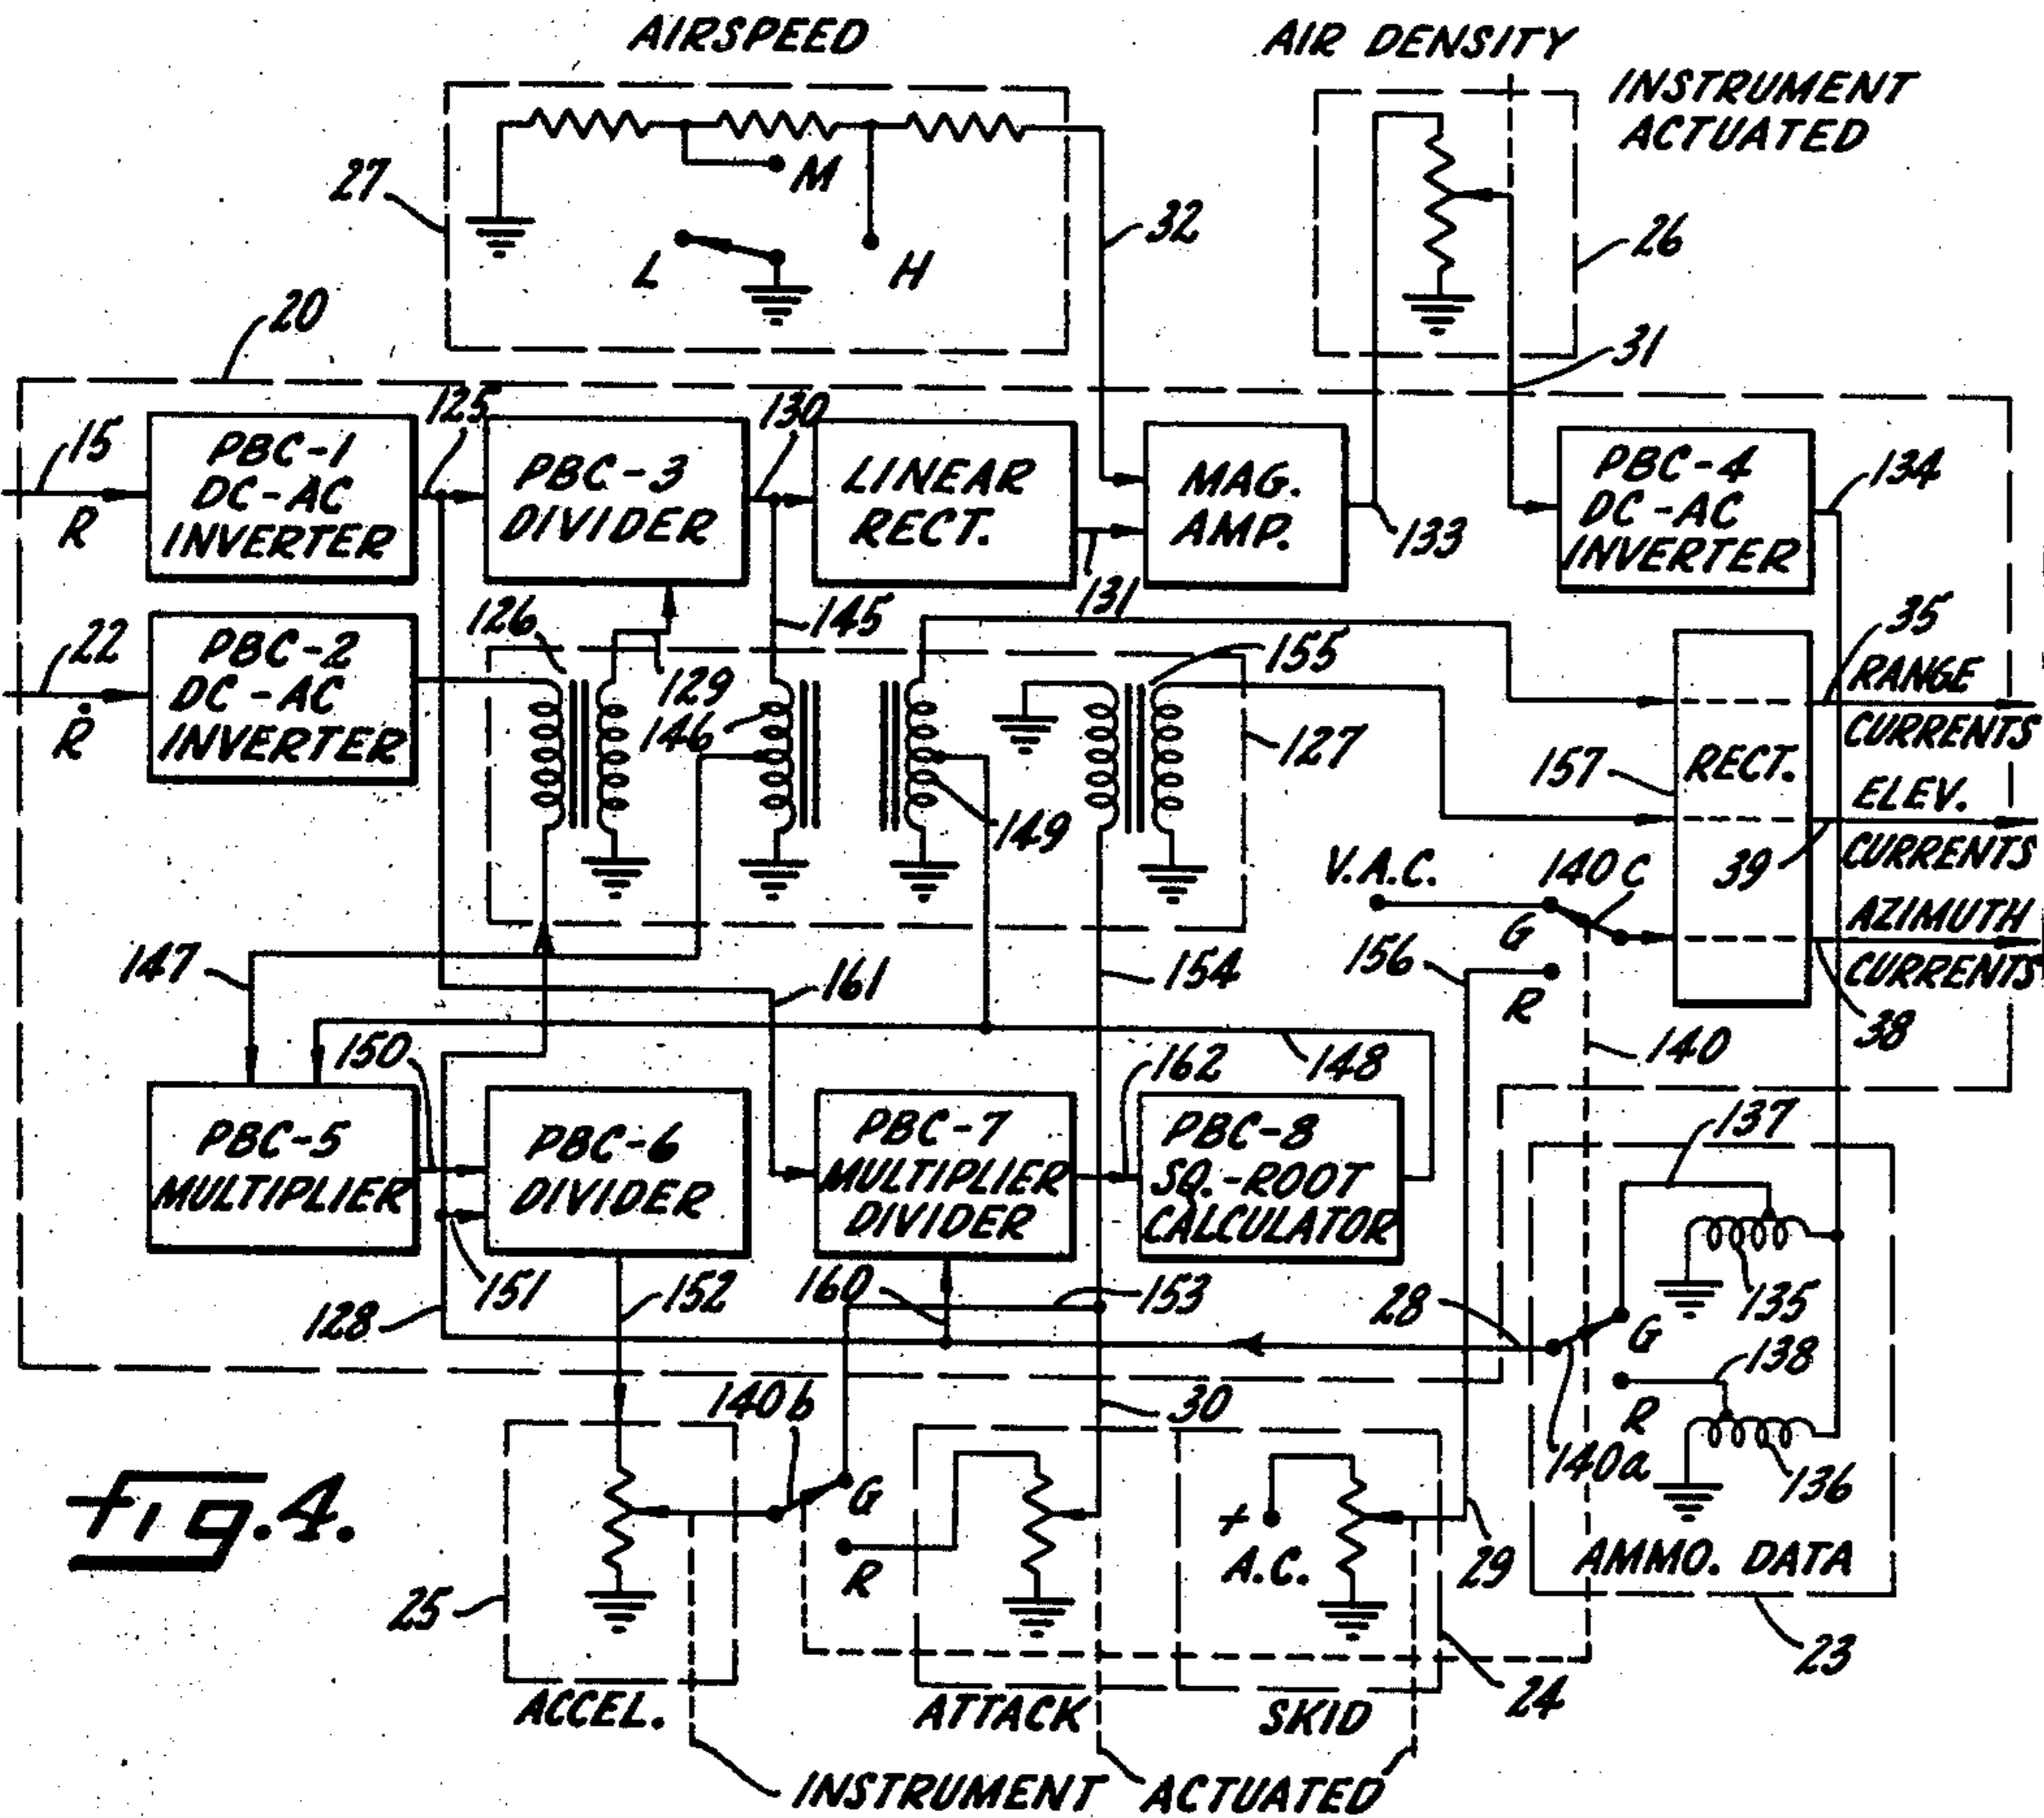 AIRSPEED
AIR DENSITY
INSTRUMENT
ACTUATED
27
M
L
H
32
26
20
31
15
R
PBC-1
DC-AC
INVERTER
125
PBC-3
DIVIDER
130
LINEAR
RECT.
131
MAG.
AMP.
133
PBC-4
DC-AC
INVERTER
134
22
Ṙ
PBC-2
DC-AC
INVERTER
126
129
145
146
149
155
127
157
RECT.
35
RANGE
CURRENTS
ELEV.
CURRENTS
39
AZIMUTH
CURRENTS
38
V.A.C.
140c
G
R
156
140
147
161
154
148
150
162
PBC-5
MULTIPLIER
PBC-6
DIVIDER
PBC-7
MULTIPLIER
DIVIDER
PBC-8
SQ.-ROOT
CALCULATOR
137
135
128
151
152
160
153
28
G
R
138
140a
136
AMMO. DATA
23
140b
G
R
30
+
A.C.
29
25
ACCEL.
ATTACK
SKID
24
INSTRUMENT ACTUATED
Fig.4.